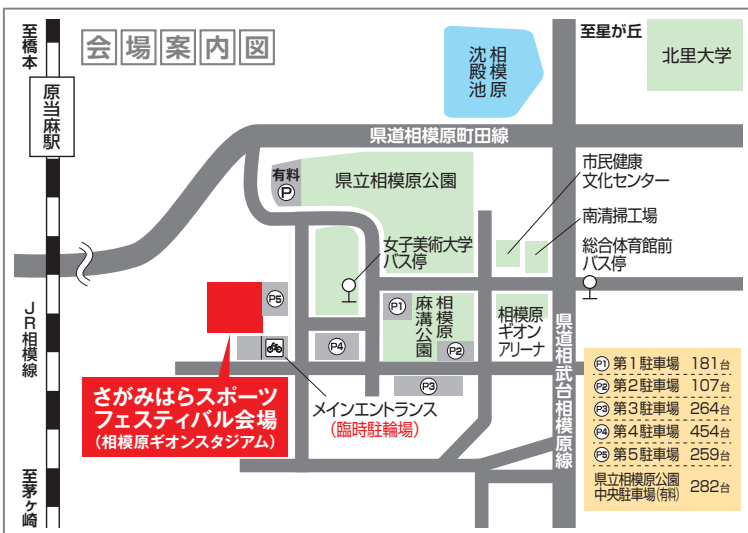 会場案内図
至橋本
原当麻駅
JR相模線
至茅ヶ崎
相模原
沈殿池
至星が丘
北里大学
県道相模原町田線
有料
P
県立相模原公園
市民健康
文化センター
南清掃工場
女子美術大学
バス停
総合体育館前
バス停
P5
P1
相模原
麻溝公園
P2
相模原
ギオン
アリーナ
県道相武台相模原線
P4
P3
さがみはらスポーツ
フェスティバル会場
(相模原ギオンスタジアム)
メインエントランス
(臨時駐輪場)
P1 第1駐車場 181台
P2 第2駐車場 107台
P3 第3駐車場 264台
P4 第4駐車場 454台
P5 第5駐車場 259台
県立相模原公園
中央駐車場(有料) 282台